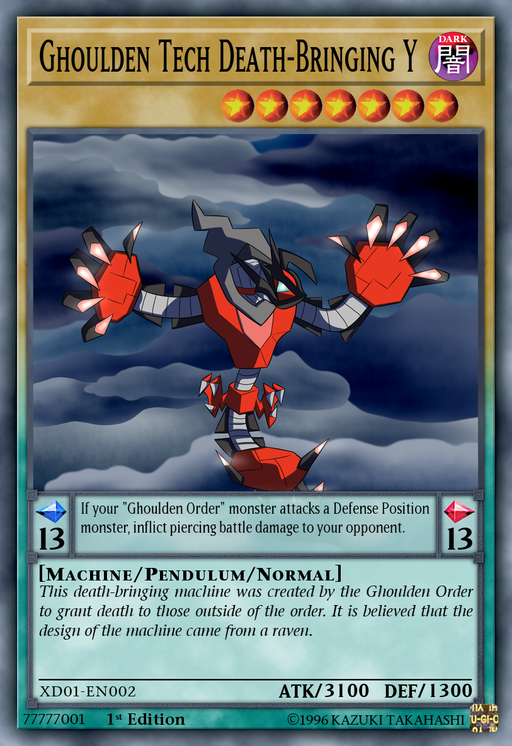 Ghoulden Tech Death-Bringing Y
DARK
闇
If your "Ghoulden Order" monster attacks a Defense Position
monster, inflict piercing battle damage to your opponent.
13
13
[Machine/Pendulum/Normal]
This death-bringing machine was created by the Ghoulden Order
to grant death to those outside of the order. It is believed that the
design of the machine came from a raven.
XD01-EN002
ATK/3100 DEF/1300
77777001
1st Edition
©1996 KAZUKI TAKAHASHI